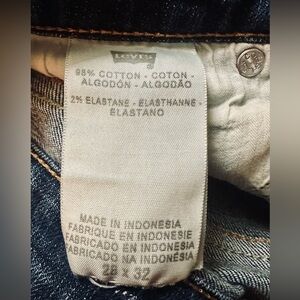 LEVI'S
98% COTTON - COTON -
ALGODÓN - ALGODÃO
2% ELASTANE - ELASTHANNE -
ELASTANO
MADE IN INDONESIA
FABRIQUE EN INDONESIE
FABRICADO EN INDONESIA
FABRICADO NA INDONÉSIA
28 X 32